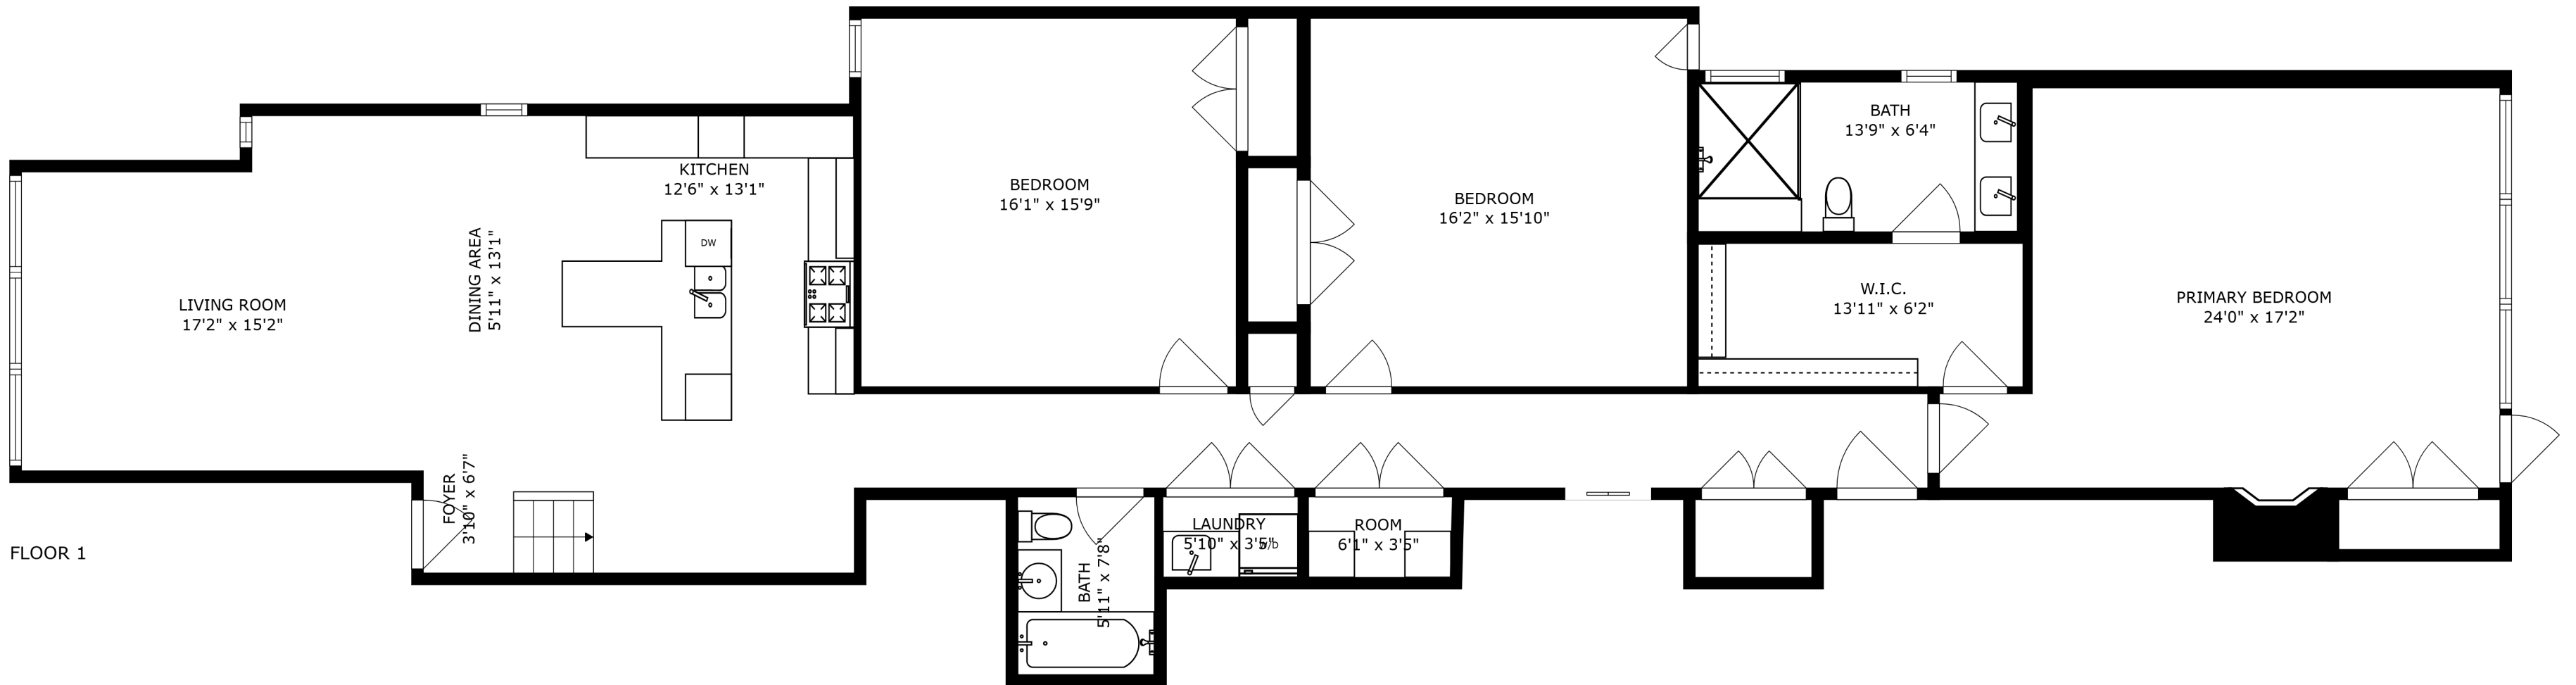 BATH
13'9" x 6'4"
KITCHEN
12'6" x 13'1"
BEDROOM
16'1" x 15'9"
BEDROOM
16'2" x 15'10"
DW
DINING AREA
5'11" x 13'1"
LIVING ROOM
17'2" x 15'2"
W.I.C.
13'11" x 6'2"
PRIMARY BEDROOM
24'0" x 17'2"
FOYER
3'10" x 6'7"
LAUNDRY
5'10" x 3'5"
W/D
ROOM
6'1" x 3'5"
BATH
5'11" x 7'8"
FLOOR 1